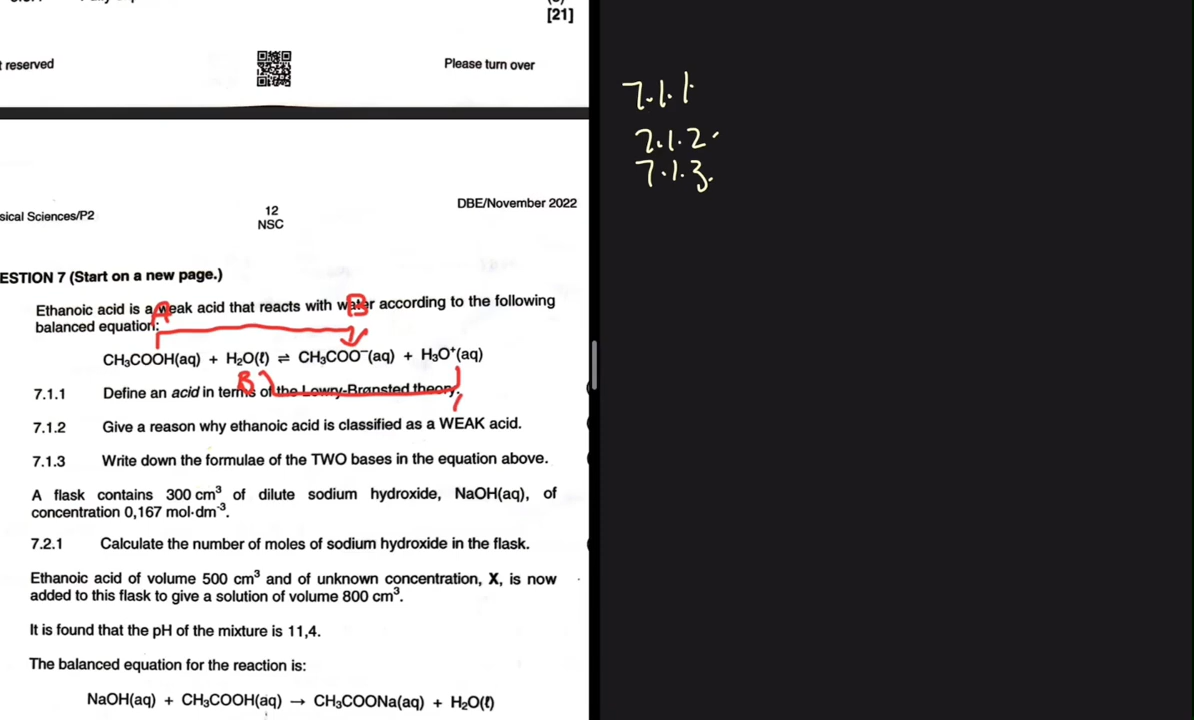 [21]
t reserved
Please turn over
7.1.1
7.1.2
7.1.3.
sical Sciences/P2
12
NSC
DBE/November 2022
ESTION 7 (Start on a new page.)
Ethanoic acid is a weak acid that reacts with water according to the following
balanced equation:
A
B
CH₃COOH(aq) + H₂O(ℓ) ⇌ CH₃COO⁻(aq) + H₃O⁺(aq)
B
7.1.1 Define an acid in terms of the Lowry-Brønsted theory.
7.1.2 Give a reason why ethanoic acid is classified as a WEAK acid.
7.1.3 Write down the formulae of the TWO bases in the equation above.
A flask contains 300 cm³ of dilute sodium hydroxide, NaOH(aq), of
concentration 0,167 mol·dm⁻³.
7.2.1 Calculate the number of moles of sodium hydroxide in the flask.
Ethanoic acid of volume 500 cm³ and of unknown concentration, X, is now
added to this flask to give a solution of volume 800 cm³.
It is found that the pH of the mixture is 11,4.
The balanced equation for the reaction is:
NaOH(aq) + CH₃COOH(aq) → CH₃COONa(aq) + H₂O(ℓ)